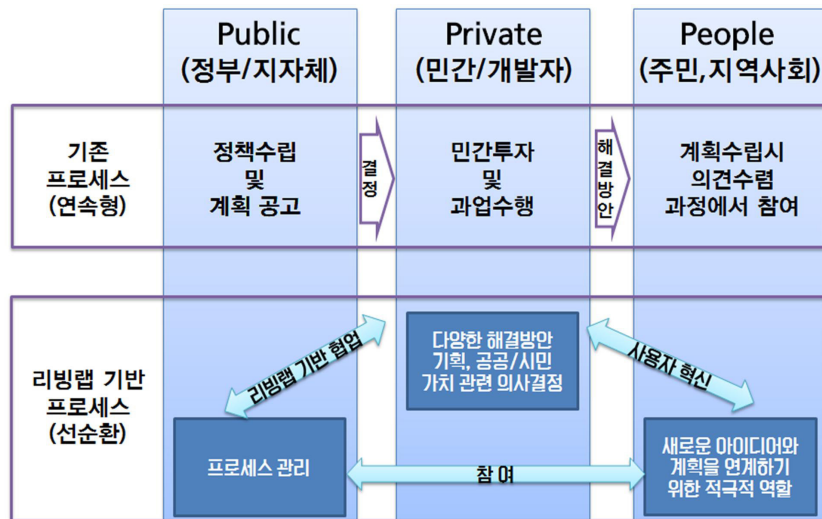 Public
(정부/지자체)
Private
(민간/개발자)
People
(주민,지역사회)
기존
프로세스
(연속형)
정책수립
및
계획 공고
결정
민간투자
및
과업수행
해결방안
계획수립시
의견수렴
과정에서 참여
리빙랩 기반
프로세스
(선순환)
리빙랩 기반 협업
다양한 해결방안
기획, 공공/시민
가치 관련 의사결정
사용자 혁신
프로세스 관리
참여
새로운 아이디어와
계획을 연계하기
위한 적극적 역할